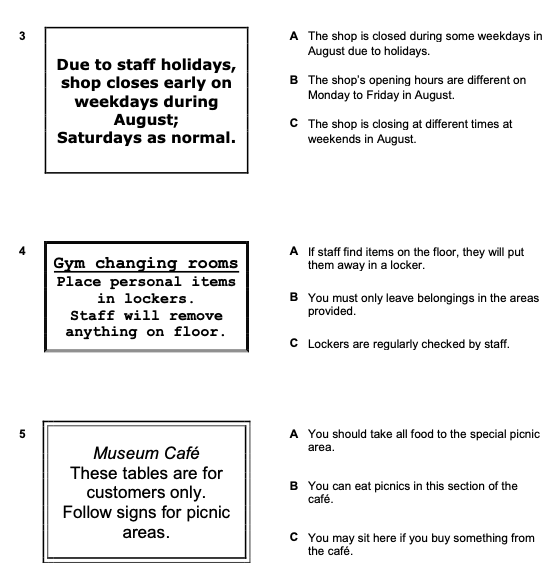 3
Due to staff holidays,
shop closes early on
weekdays during
August;
Saturdays as normal.
A The shop is closed during some weekdays in
August due to holidays.
B The shop's opening hours are different on
Monday to Friday in August.
C The shop is closing at different times at
weekends in August.
4
Gym changing rooms
Place personal items
in lockers.
Staff will remove
anything on floor.
A If staff find items on the floor, they will put
them away in a locker.
B You must only leave belongings in the areas
provided.
C Lockers are regularly checked by staff.
5
Museum Café
These tables are for
customers only.
Follow signs for picnic
areas.
A You should take all food to the special picnic
area.
B You can eat picnics in this section of the
café.
C You may sit here if you buy something from
the café.